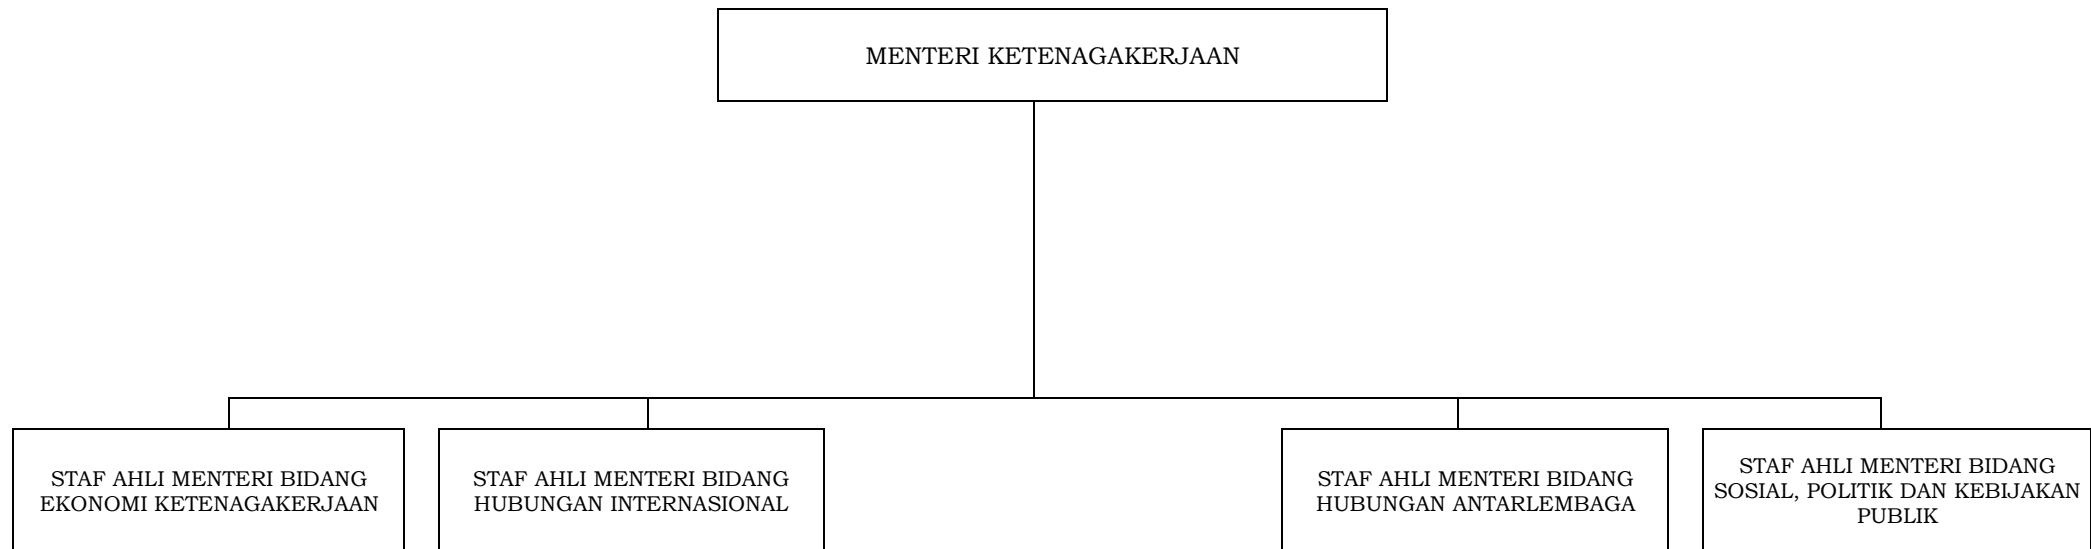 MENTERI KETENAGAKERJAAN
STAF AHLI MENTERI BIDANG
EKONOMI KETENAGAKERJAAN
STAF AHLI MENTERI BIDANG
HUBUNGAN INTERNASIONAL
STAF AHLI MENTERI BIDANG
HUBUNGAN ANTARLEMBAGA
STAF AHLI MENTERI BIDANG
SOSIAL, POLITIK DAN KEBIJAKAN
PUBLIK